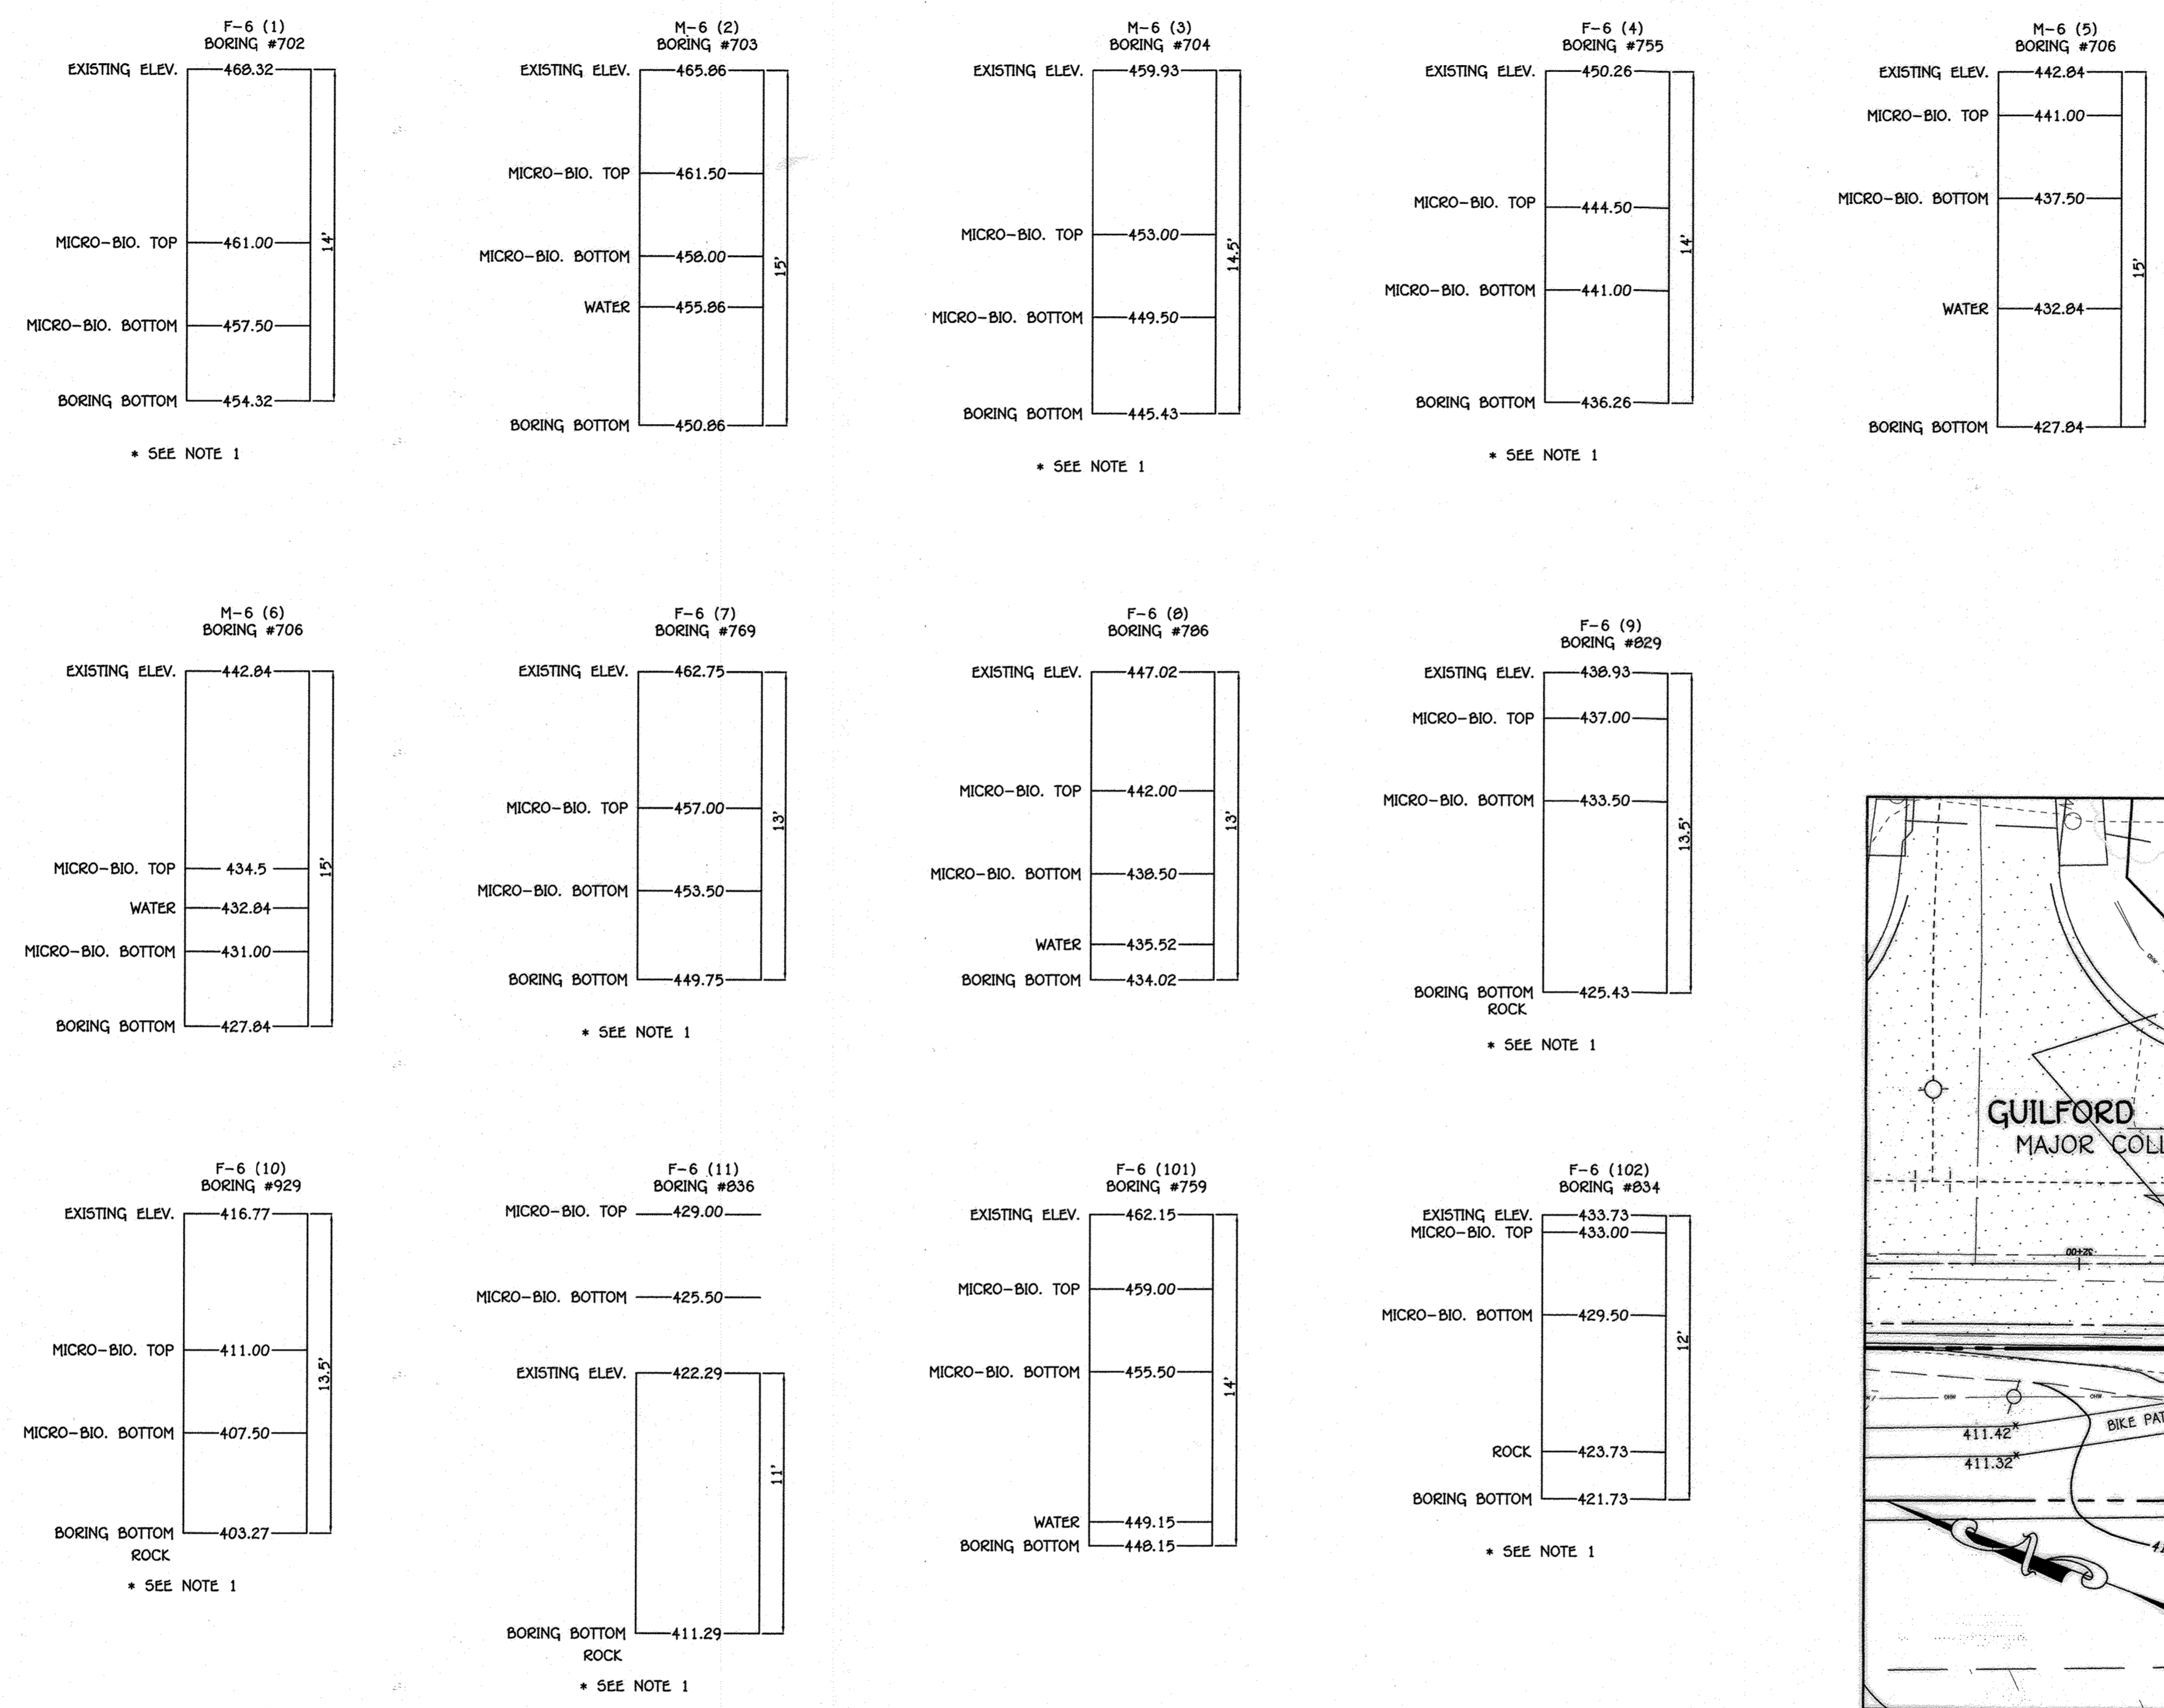 F-6 (1)
BORING #702
EXISTING ELEV. 468.32
MICRO-BIO. TOP 461.00
14'
MICRO-BIO. BOTTOM 457.50
BORING BOTTOM 454.32
* SEE NOTE 1
M-6 (2)
BORING #703
EXISTING ELEV. 465.86
MICRO-BIO. TOP 461.50
MICRO-BIO. BOTTOM 458.00
15'
WATER 455.86
BORING BOTTOM 450.86
M-6 (3)
BORING #704
EXISTING ELEV. 459.93
MICRO-BIO. TOP 453.00
14.5'
MICRO-BIO. BOTTOM 449.50
BORING BOTTOM 445.43
* SEE NOTE 1
F-6 (4)
BORING #755
EXISTING ELEV. 450.26
MICRO-BIO. TOP 444.50
14'
MICRO-BIO. BOTTOM 441.00
BORING BOTTOM 436.26
* SEE NOTE 1
M-6 (5)
BORING #706
EXISTING ELEV. 442.84
MICRO-BIO. TOP 441.00
MICRO-BIO. BOTTOM 437.50
15'
WATER 432.84
BORING BOTTOM 427.84
M-6 (6)
BORING #706
EXISTING ELEV. 442.84
MICRO-BIO. TOP 434.5
15'
WATER 432.84
MICRO-BIO. BOTTOM 431.00
BORING BOTTOM 427.84
F-6 (7)
BORING #769
EXISTING ELEV. 462.75
MICRO-BIO. TOP 457.00
13'
MICRO-BIO. BOTTOM 453.50
BORING BOTTOM 449.75
* SEE NOTE 1
F-6 (8)
BORING #786
EXISTING ELEV. 447.02
MICRO-BIO. TOP 442.00
13'
MICRO-BIO. BOTTOM 438.50
WATER 435.52
BORING BOTTOM 434.02
F-6 (9)
BORING #829
EXISTING ELEV. 438.93
MICRO-BIO. TOP 437.00
MICRO-BIO. BOTTOM 433.50
13.5'
BORING BOTTOM 425.43
ROCK
* SEE NOTE 1
F-6 (10)
BORING #929
EXISTING ELEV. 416.77
MICRO-BIO. TOP 411.00
13.5'
MICRO-BIO. BOTTOM 407.50
BORING BOTTOM 403.27
ROCK
* SEE NOTE 1
F-6 (11)
BORING #836
MICRO-BIO. TOP 429.00
MICRO-BIO. BOTTOM 425.50
EXISTING ELEV. 422.29
11'
BORING BOTTOM 411.29
ROCK
* SEE NOTE 1
F-6 (101)
BORING #759
EXISTING ELEV. 462.15
MICRO-BIO. TOP 459.00
MICRO-BIO. BOTTOM 455.50
14'
WATER 449.15
BORING BOTTOM 448.15
F-6 (102)
BORING #834
EXISTING ELEV. 433.73
MICRO-BIO. TOP 433.00
MICRO-BIO. BOTTOM 429.50
12'
ROCK 423.73
BORING BOTTOM 421.73
* SEE NOTE 1
GUILFORD
MAJOR COLL
32+00
OHW
OHW
OHW
BIKE PAT
411.42
411.32